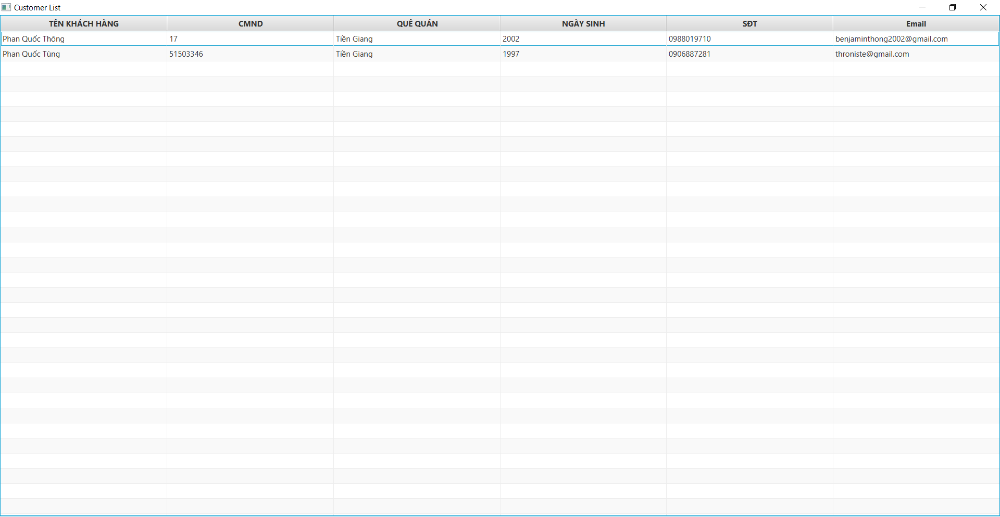 Customer List
TÊN KHÁCH HÀNG CMND QUÊ QUÁN NGÀY SINH SĐT Email
Phan Quốc Thông 17 Tiền Giang 2002 0988019710 benjaminthong2002@gmail.com
Phan Quốc Tùng 51503346 Tiền Giang 1997 0906887281 throniste@gmail.com